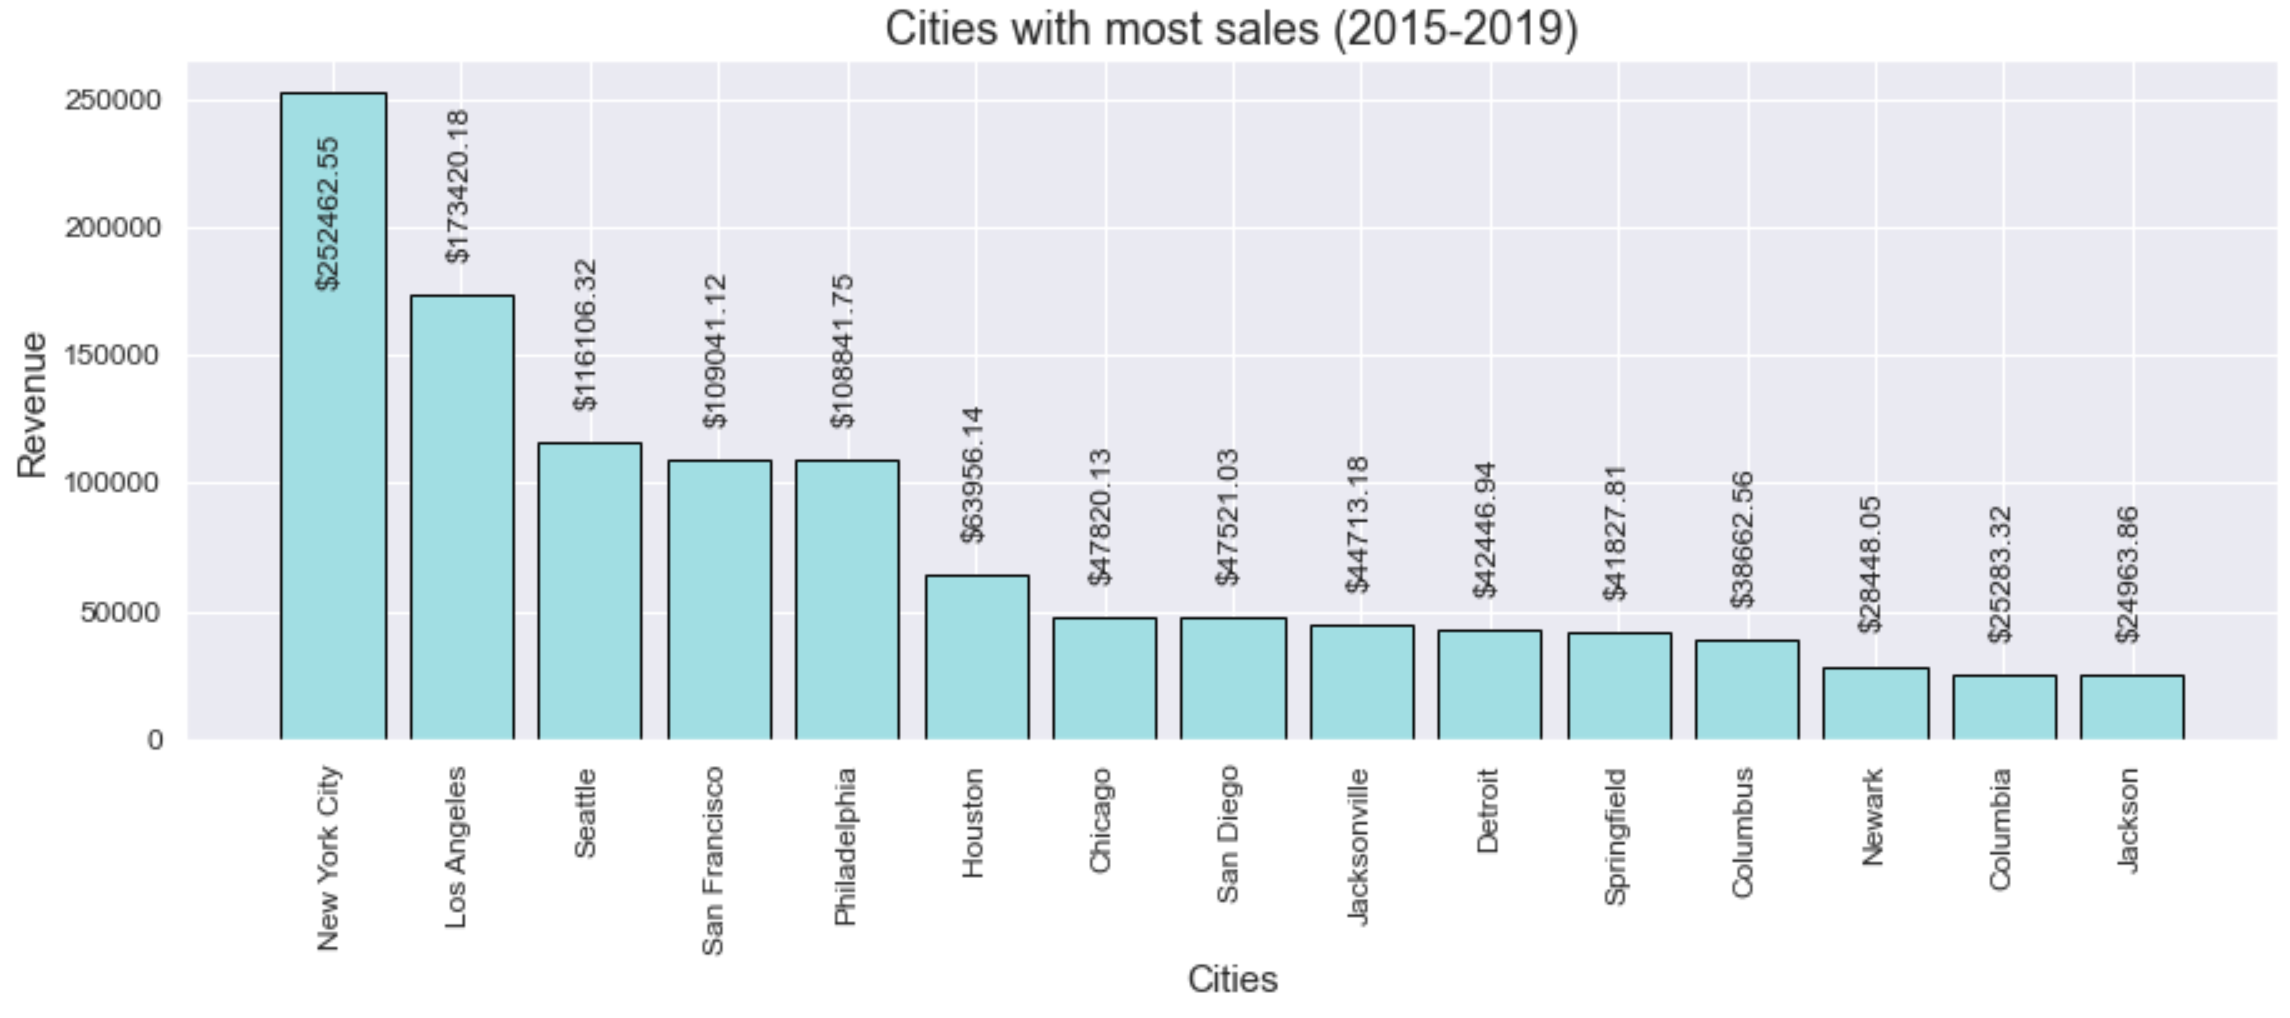 Cities with most sales (2015-2019)
Revenue
250000
200000
150000
100000
50000
0
$252462.55
$173420.18
$116106.32
$109041.12
$108841.75
$63956.14
$47820.13
$47521.03
$44713.18
$42446.94
$41827.81
$38662.56
$28448.05
$25283.32
$24963.86
New York City
Los Angeles
Seattle
San Francisco
Philadelphia
Houston
Chicago
San Diego
Jacksonville
Detroit
Springfield
Columbus
Newark
Columbia
Jackson
Cities